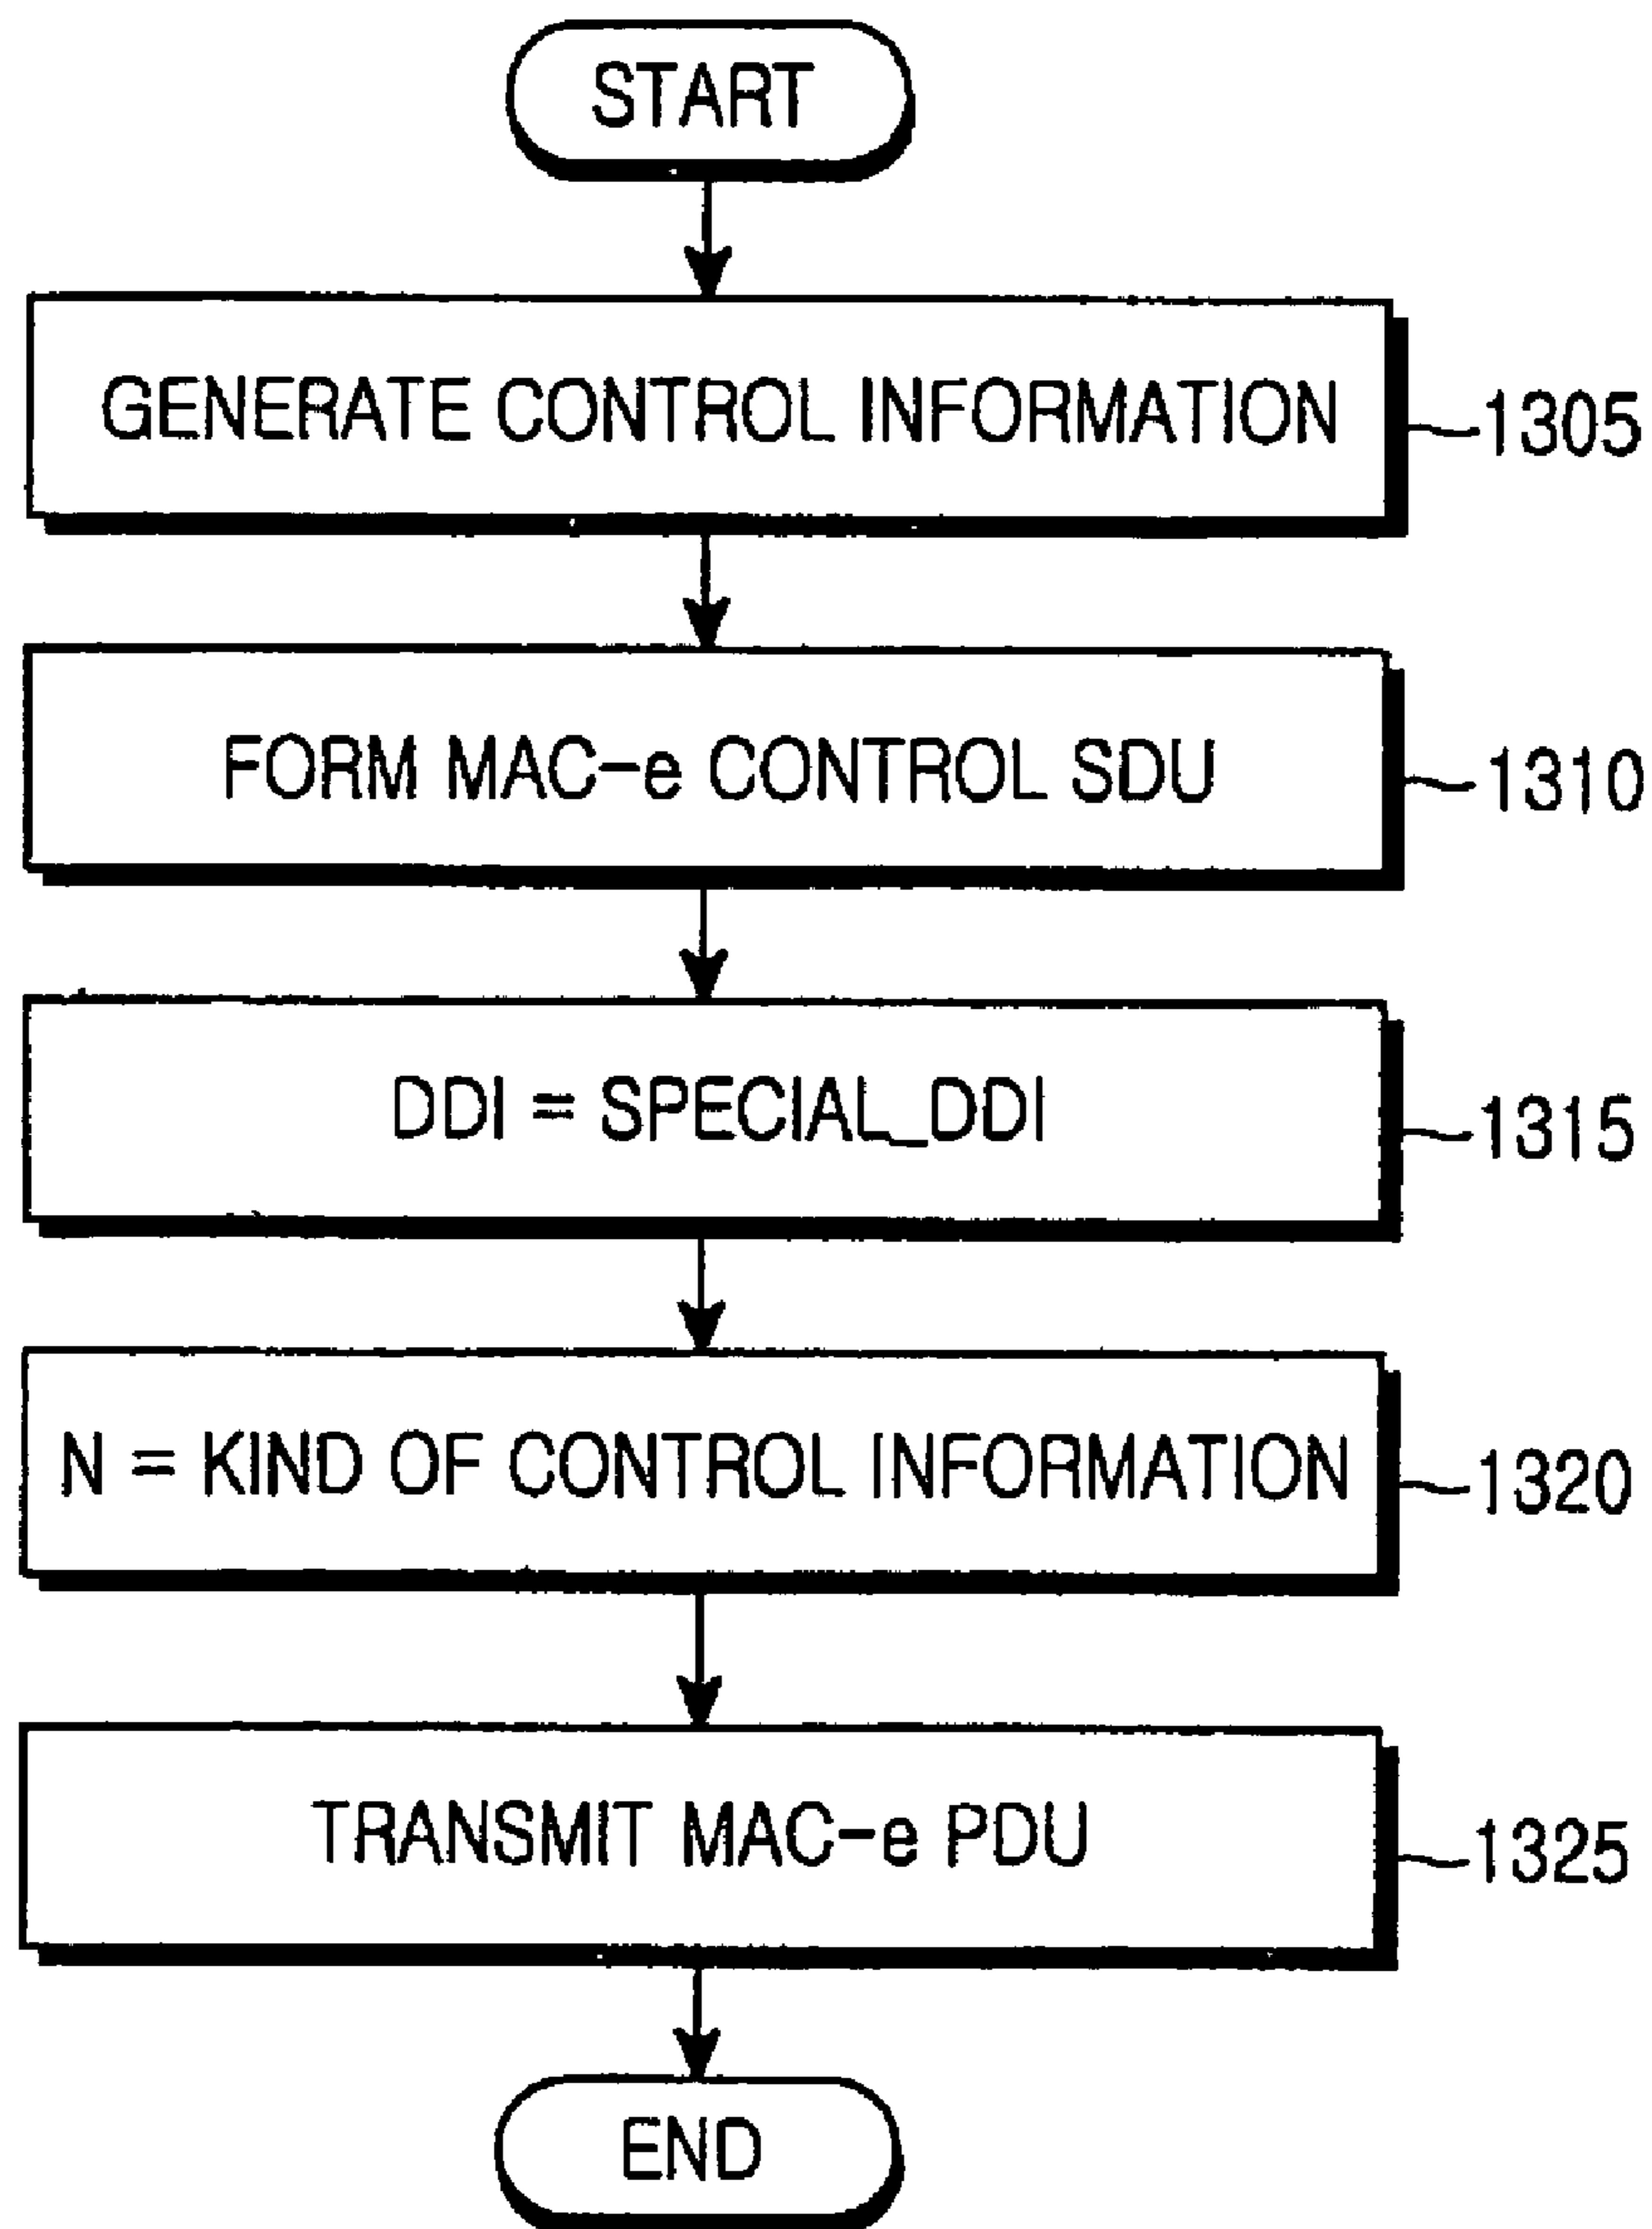 START
GENERATE CONTROL INFORMATION
1305
FORM MAC-e CONTROL SDU
1310
DDI = SPECIAL_DDI
1315
N = KIND OF CONTROL INFORMATION
1320
TRANSMIT MAC-e PDU
1325
END